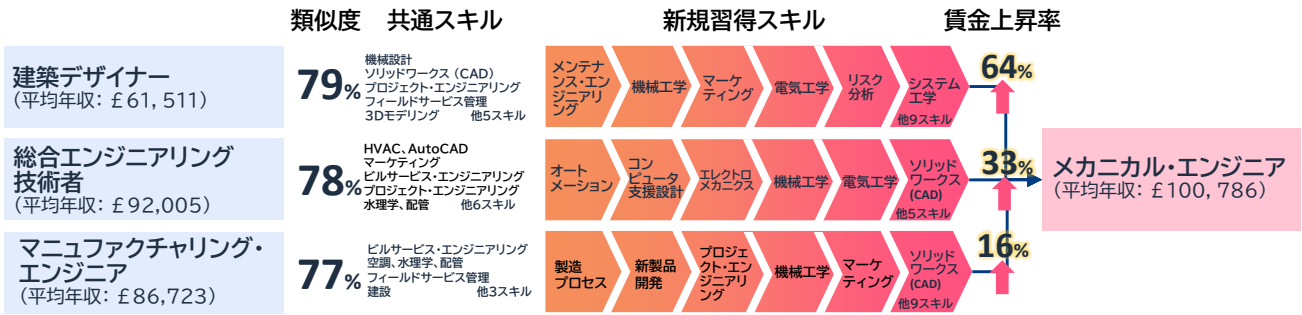 類似度 共通スキル 新規習得スキル 賃金上昇率
建築デザイナー
(平均年収: £61,511)
79%
機械設計
ソリッドワークス (CAD)
プロジェクト・エンジニアリング
フィールドサービス管理
3Dモデリング 他5スキル
メンテナ
ンス・エン
ジニアリ
ング
機械工学
マーケ
ティング
電気工学
リスク
分析
システム
工学
他9スキル
64%
総合エンジニアリング
技術者
(平均年収: £92,005)
78%
HVAC、AutoCAD
マーケティング
ビルサービス・エンジニアリング
プロジェクト・エンジニアリング
水理学、配管 他6スキル
オート
メーション
コン
ピュータ
支援設計
エレクトロ
メカニクス
機械工学
電気工学
ソリッド
ワークス
(CAD)
他5スキル
33%
メカニカル・エンジニア
(平均年収: £100,786)
マニュファクチャリング・
エンジニア
(平均年収: £86,723)
77%
ビルサービス・エンジニアリング
空調、水理学、配管
フィールドサービス管理
建設 他3スキル
製造
プロセス
新製品
開発
プロジェ
クト・エン
ジニアリ
ング
機械工学
マーケ
ティング
ソリッド
ワークス
(CAD)
他9スキル
16%